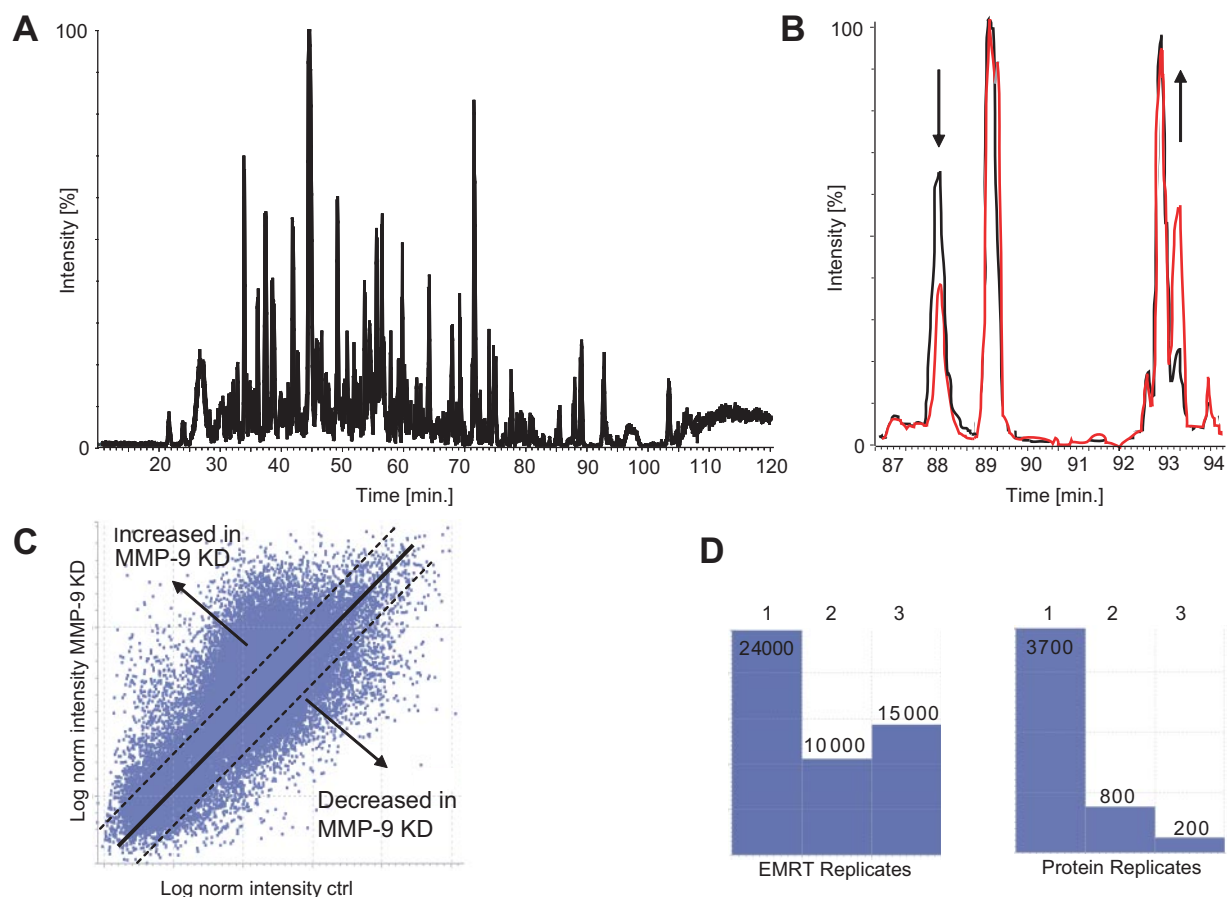 A
100
Intensity [%]
0
20 30 40 50 60 70 80 90 100 110 120
Time [min.]
B
100
Intensity [%]
0
87 88 89 90 91 92 93 94
Time [min.]
C
Increased in
MMP-9 KD
Log norm intensity MMP-9 KD
Decreased in
MMP-9 KD
Log norm intensity ctrl
D
1 2 3
24000
10000
15000
EMRT Replicates
1 2 3
3700
800
200
Protein Replicates